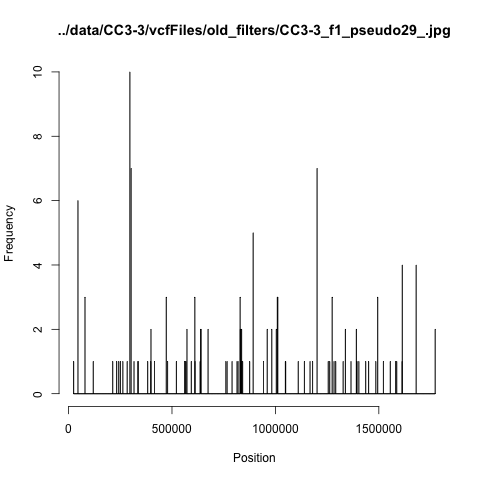 ../data/CC3-3/vcfFiles/old_filters/CC3-3_f1_pseudo29_.jpg
Frequency
10
8
6
4
2
0
0 500000 1000000 1500000
Position